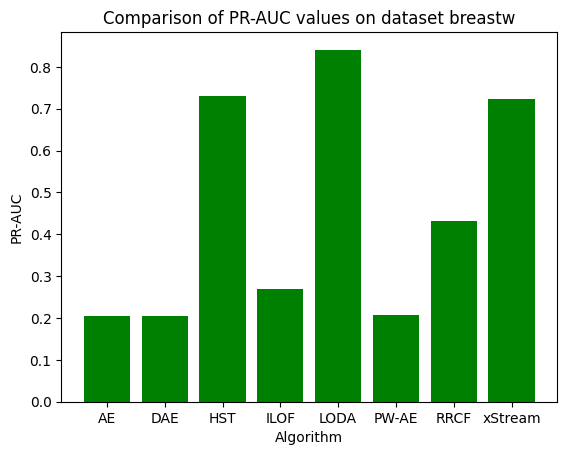 Comparison of PR-AUC values on dataset breastw
PR-AUC
0.8
0.7
0.6
0.5
0.4
0.3
0.2
0.1
0.0
AE DAE HST ILOF LODA PW-AE RRCF xStream
Algorithm